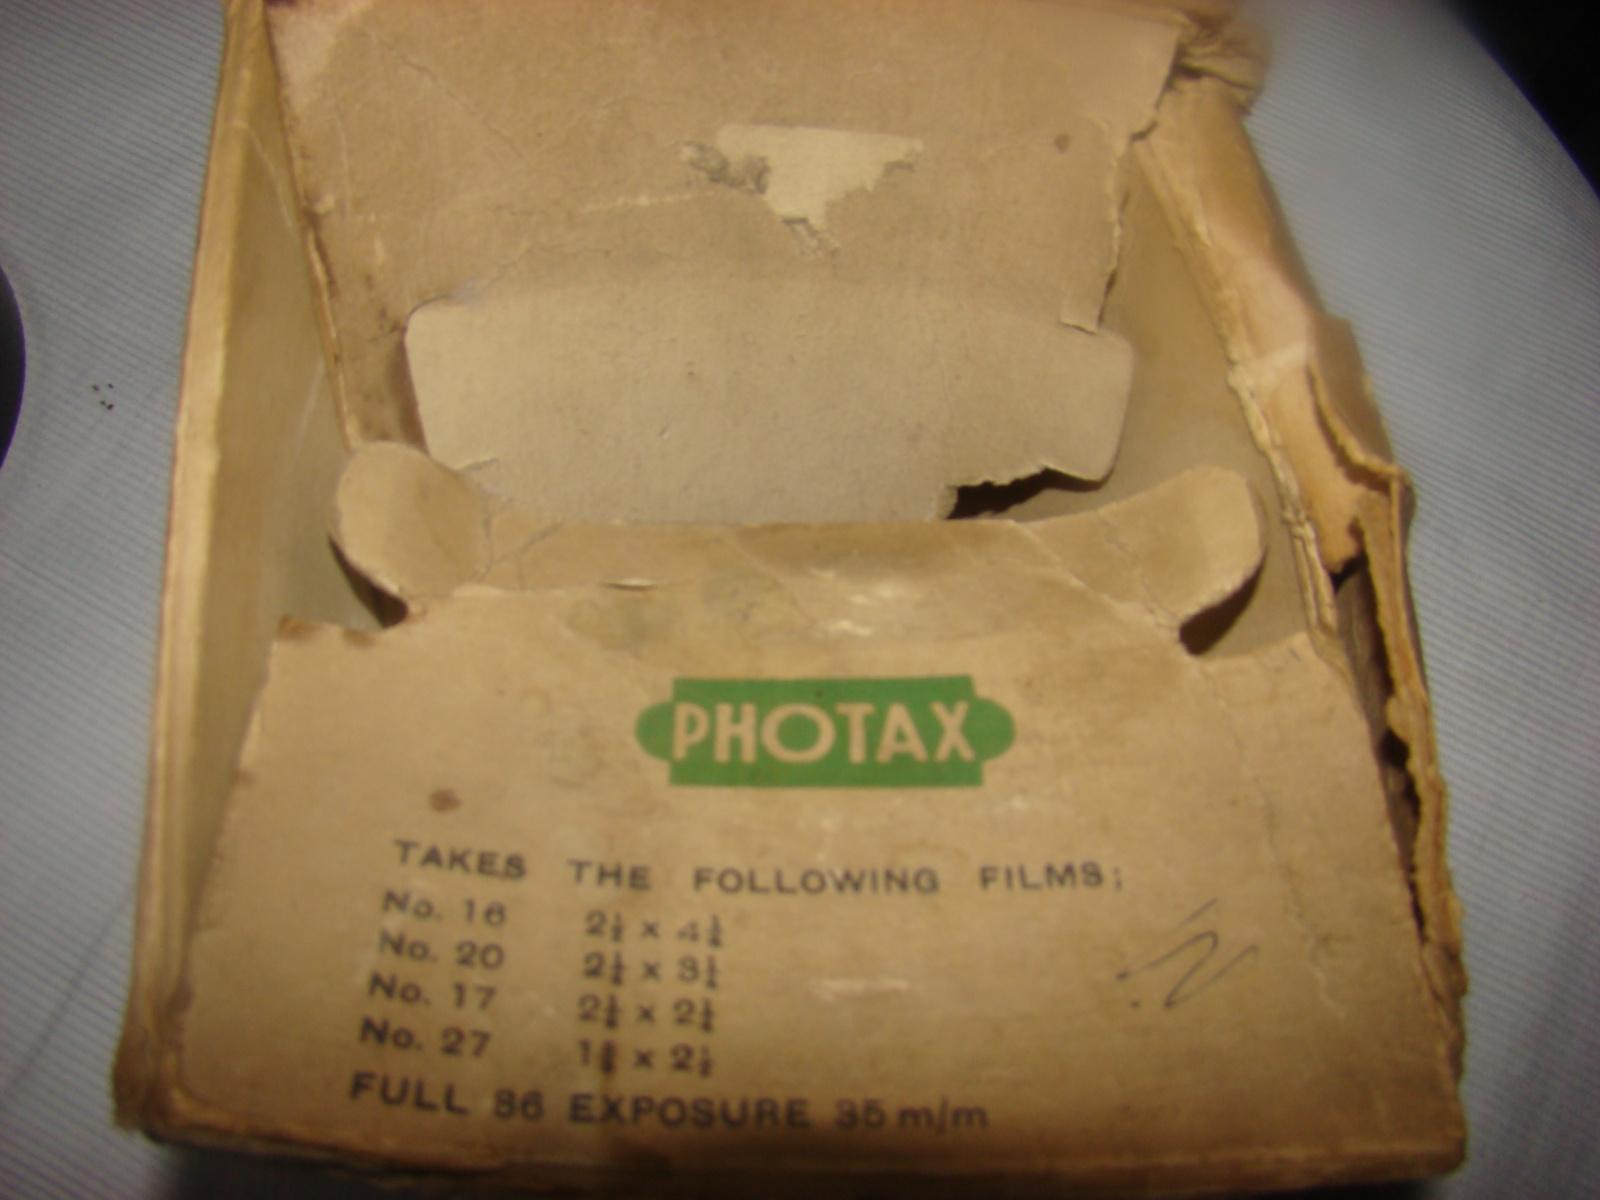 PHOTAX
TAKES THE FOLLOWING FILMS;
No. 16 2½ x 4¼
No. 20 2¼ x 3¼
No. 17 2¼ x 2¼
No. 27 1⅝ x 2½
FULL 36 EXPOSURE 35 m/m